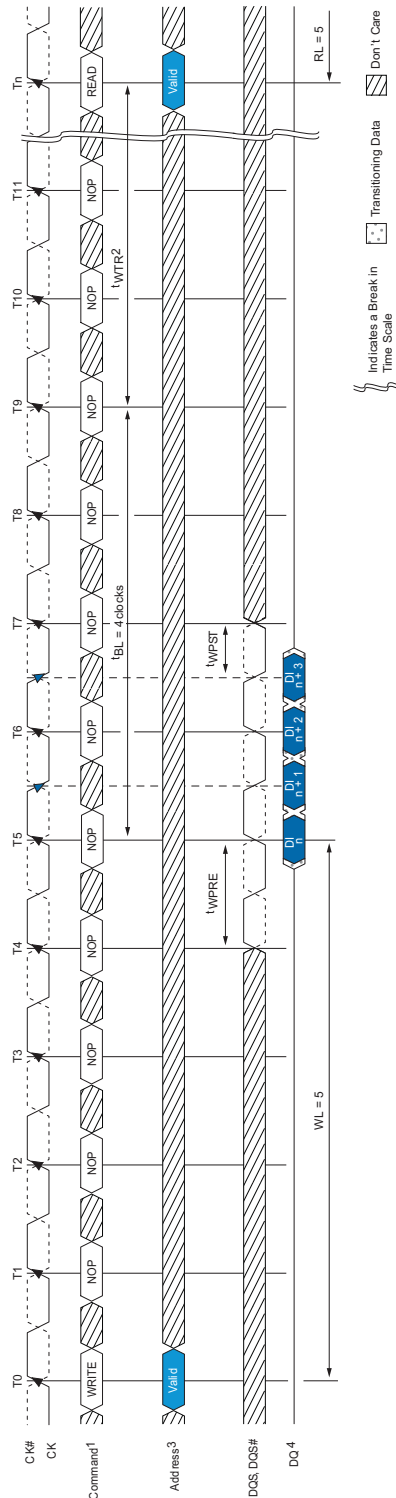 T0 T1 T2 T3 T4 T5 T6 T7 T8 T9 T10 T11 Tn
CK#
CK
Command1 WRITE NOP NOP NOP NOP NOP NOP NOP NOP NOP NOP NOP READ
tBL = 4 clocks tWTR2
Address3 Valid Valid
tWPRE tWPST
DQS, DQS#
DQ4 DI n DI n + 1 DI n + 2 DI n + 3
WL = 5 RL = 5
Indicates a Break in
Time Scale
Transitioning Data
Don't Care